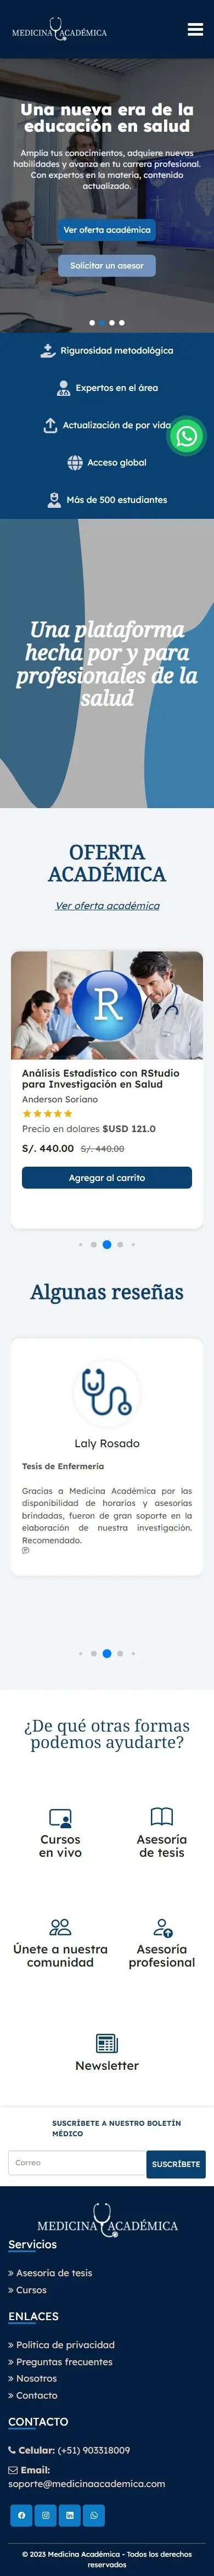 MEDICINA ACADÉMICA
Una nueva era de la
educación en salud
Amplia tus conocimientos, adquiere nuevas
habilidades y avanza en tu carrera profesional.
Con expertos en la materia, contenido
actualizado.
Ver oferta académica
Solicitar un asesor
Rigurosidad metodológica
Expertos en el área
Actualización de por vida
Acceso global
Más de 500 estudiantes
Una plataforma
hecha por y para
profesionales de la
salud
OFERTA
ACADÉMICA
Ver oferta académica
R
Análisis Estadístico con RStudio
para Investigación en Salud
Anderson Soriano
Precio en dolares $USD 121.0
S/. 440.00 S/. 440.00
Agregar al carrito
Algunas reseñas
Laly Rosado
Tesis de Enfermería
Gracias a Medicina Académica por las
disponibilidad de horarios y asesorias
brindadas, fueron de gran soporte en la
elaboración de nuestra investigación.
Recomendado.
¿De qué otras formas
podemos ayudarte?
Cursos
en vivo
Asesoría
de tesis
Únete a nuestra
comunidad
Asesoría
profesional
Newsletter
SUSCRÍBETE A NUESTRO BOLETÍN
MÉDICO
Correo
SUSCRÍBETE
MEDICINA ACADÉMICA
Servicios
» Asesoria de tesis
» Cursos
ENLACES
» Política de privacidad
» Preguntas frecuentes
» Nosotros
» Contacto
CONTACTO
Celular: (+51) 903318009
Email:
soporte@medicinaacademica.com
© 2023 Medicina Académica - Todos los derechos
reservados